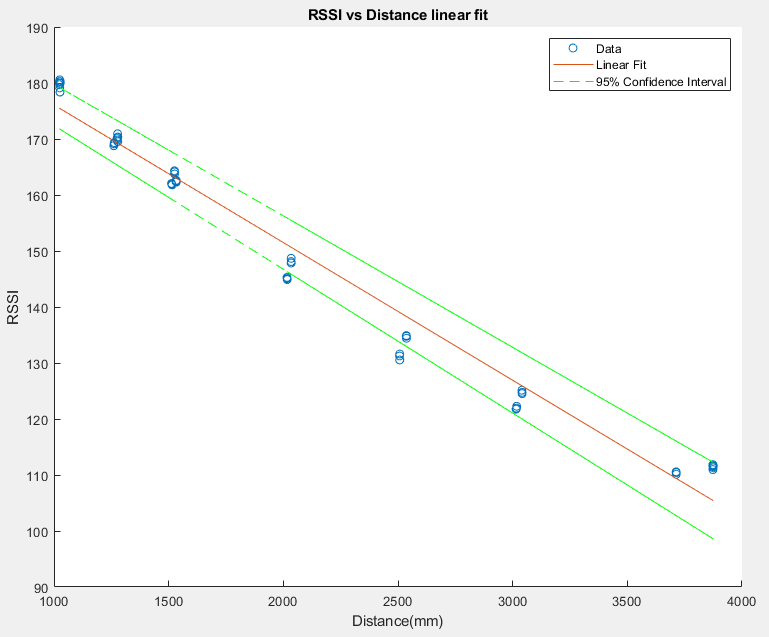 RSSI vs Distance linear fit
190
180
170
160
150
140
130
120
110
100
90
RSSI
Data
Linear Fit
95% Confidence Interval
1000 1500 2000 2500 3000 3500 4000
Distance(mm)